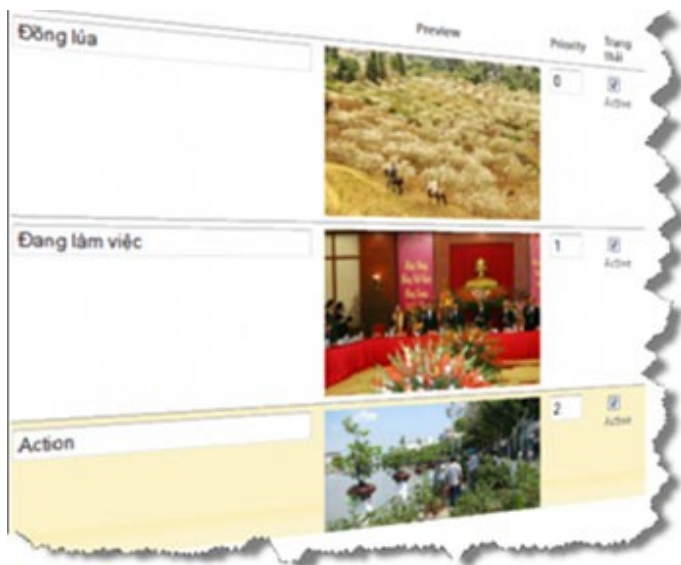 Preview
Priority
Trạng
thái
Đồng lúa
0
Active
Đang làm việc
1
Active
Action
2
Active